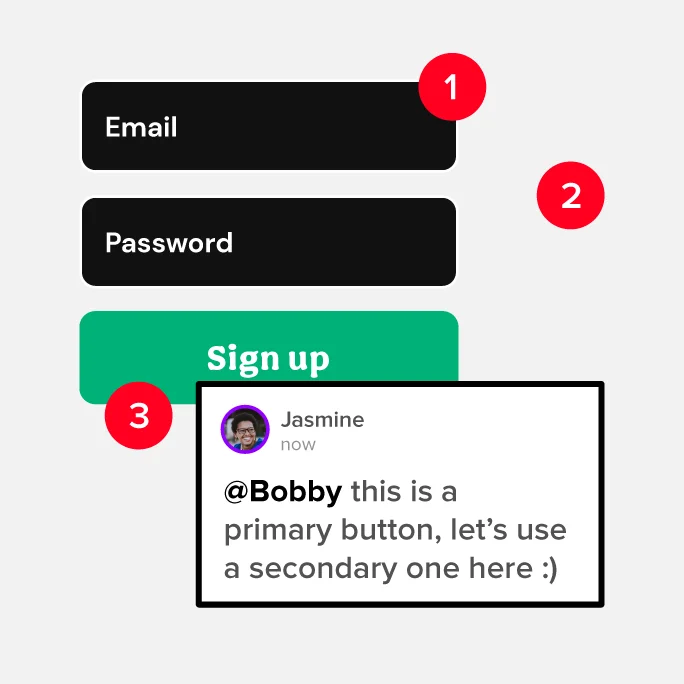 1
Email
2
Password
Sign up
3
Jasmine
now
@Bobby this is a
primary button, let’s use
a secondary one here :)